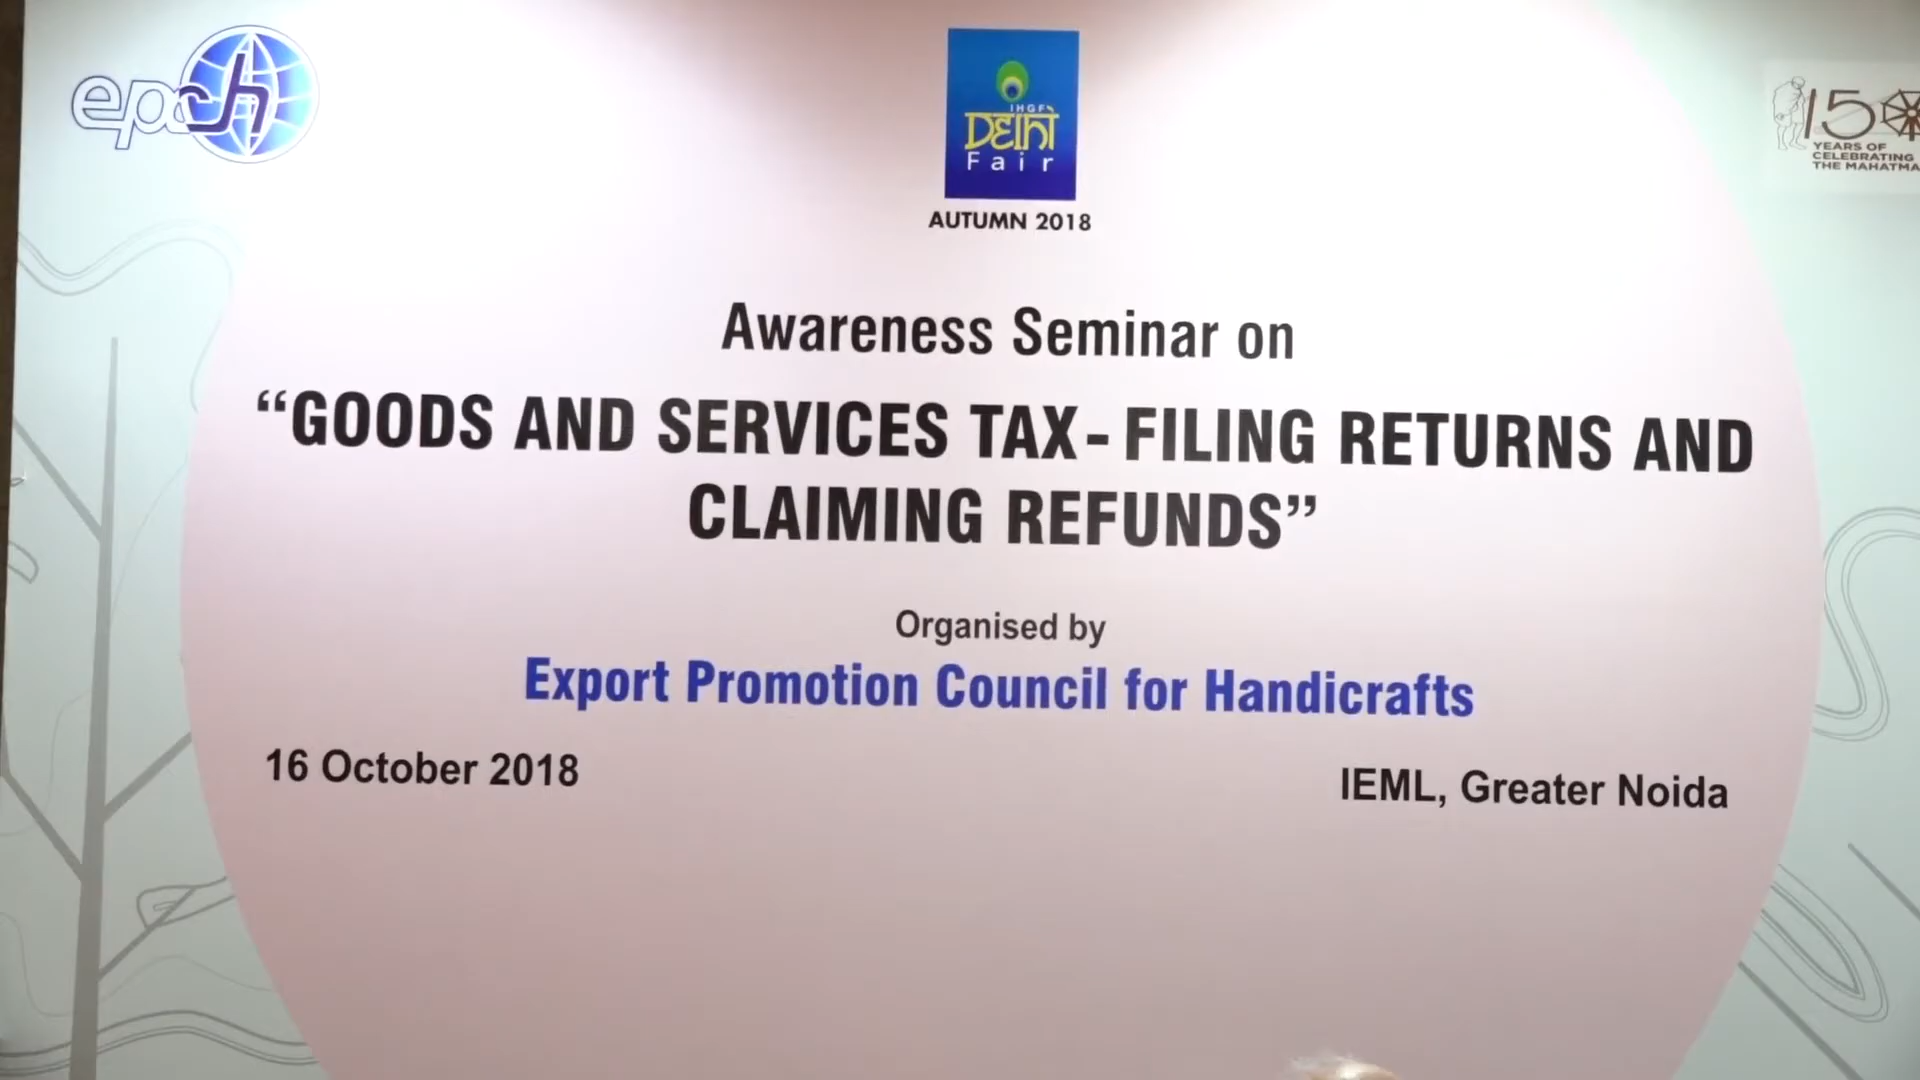 epch
IHGF
DElhi
Fair
AUTUMN 2018
150
YEARS OF
CELEBRATING
THE MAHATMA
Awareness Seminar on
“GOODS AND SERVICES TAX - FILING RETURNS AND
CLAIMING REFUNDS”
Organised by
Export Promotion Council for Handicrafts
16 October 2018
IEML, Greater Noida